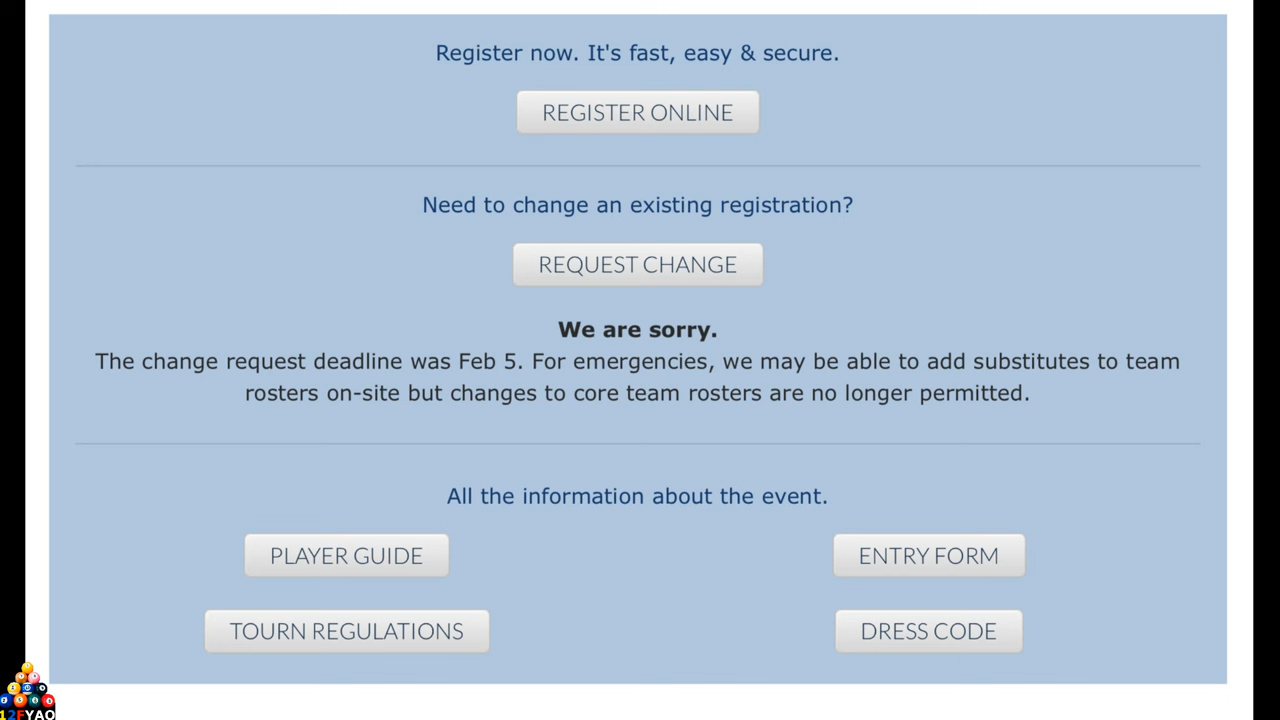 Register now. It's fast, easy & secure.
REGISTER ONLINE
Need to change an existing registration?
REQUEST CHANGE
We are sorry.
The change request deadline was Feb 5. For emergencies, we may be able to add substitutes to team
rosters on-site but changes to core team rosters are no longer permitted.
All the information about the event.
PLAYER GUIDE
ENTRY FORM
TOURN REGULATIONS
DRESS CODE
12FYAO